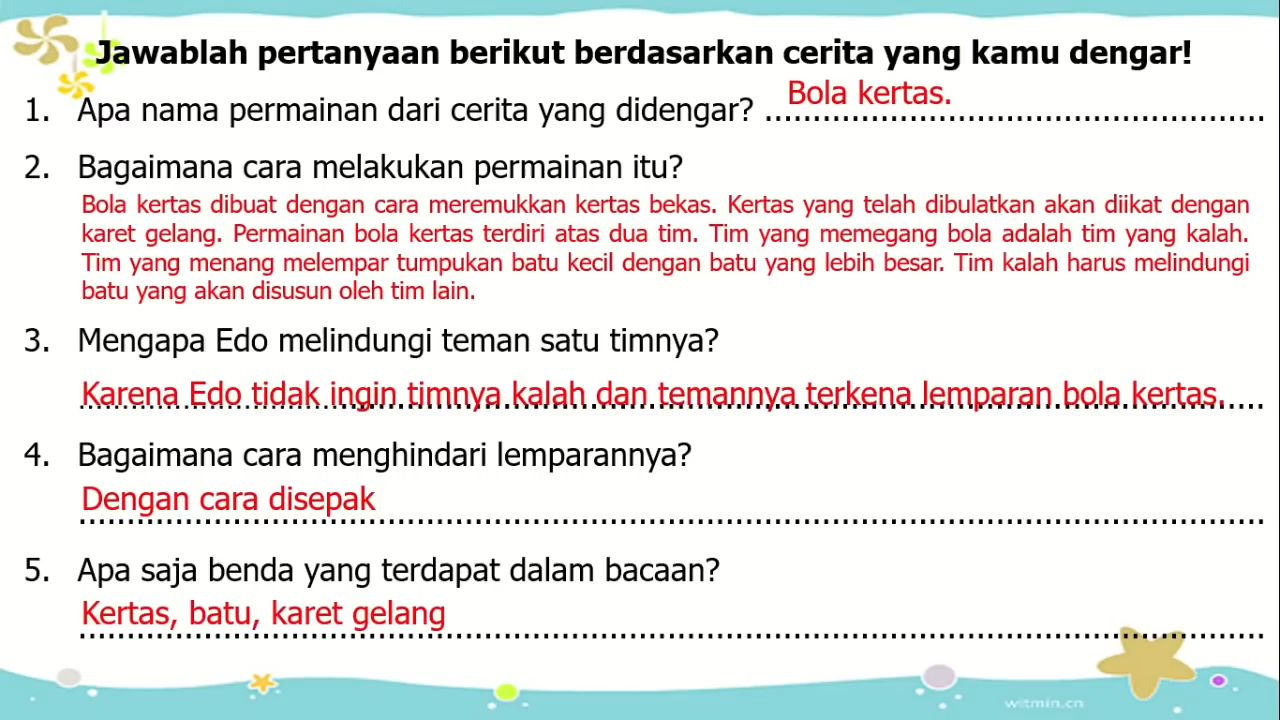 Jawablah pertanyaan berikut berdasarkan cerita yang kamu dengar!
1. Apa nama permainan dari cerita yang didengar? Bola kertas. ....................................................
2. Bagaimana cara melakukan permainan itu?
Bola kertas dibuat dengan cara meremukkan kertas bekas. Kertas yang telah dibulatkan akan diikat dengan
karet gelang. Permainan bola kertas terdiri atas dua tim. Tim yang memegang bola adalah tim yang kalah.
Tim yang menang melempar tumpukan batu kecil dengan batu yang lebih besar. Tim kalah harus melindungi
batu yang akan disusun oleh tim lain.
3. Mengapa Edo melindungi teman satu timnya?
Karena Edo tidak ingin timnya kalah dan temannya terkena lemparan bola kertas.
4. Bagaimana cara menghindari lemparannya?
Dengan cara disepak
5. Apa saja benda yang terdapat dalam bacaan?
Kertas, batu, karet gelang
witmin.cn